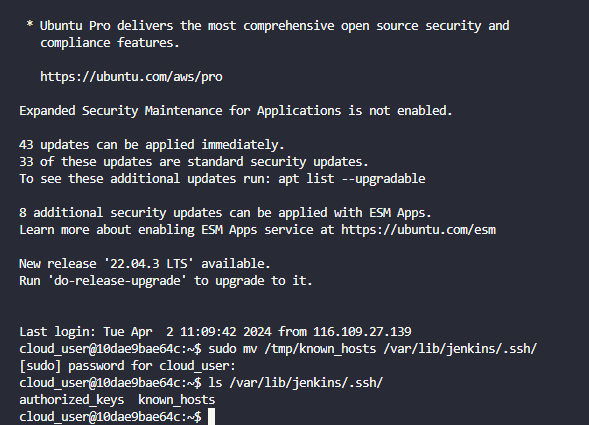 * Ubuntu Pro delivers the most comprehensive open source security and
compliance features.
https://ubuntu.com/aws/pro
Expanded Security Maintenance for Applications is not enabled.
43 updates can be applied immediately.
33 of these updates are standard security updates.
To see these additional updates run: apt list --upgradable
8 additional security updates can be applied with ESM Apps.
Learn more about enabling ESM Apps service at https://ubuntu.com/esm
New release '22.04.3 LTS' available.
Run 'do-release-upgrade' to upgrade to it.
Last login: Tue Apr  2 11:09:42 2024 from 116.109.27.139
cloud_user@10dae9bae64c:~$ sudo mv /tmp/known_hosts /var/lib/jenkins/.ssh/
[sudo] password for cloud_user:
cloud_user@10dae9bae64c:~$ ls /var/lib/jenkins/.ssh/
authorized_keys  known_hosts
cloud_user@10dae9bae64c:~$